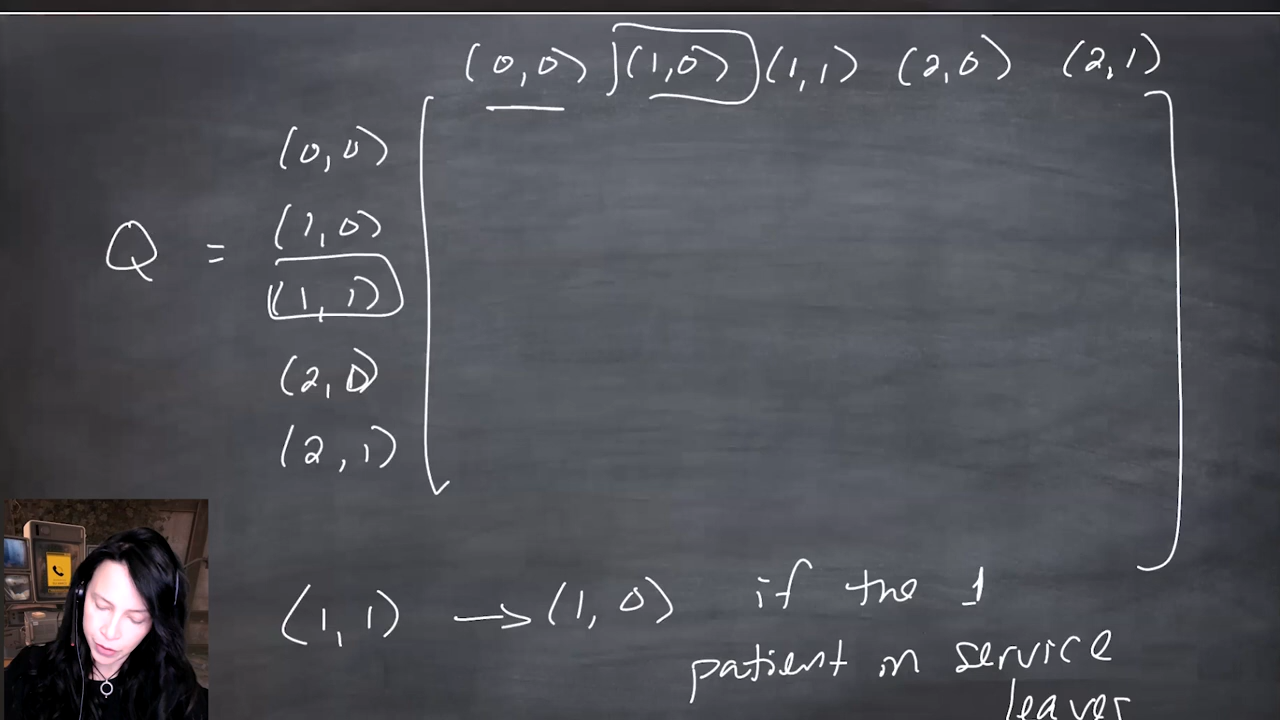 (0,0) (1,0) (1,1) (2,0) (2,1)
(0,0)
(1,0)
Q =
(1,1)
(2,0)
(2,1)
(1,1) → (1,0) if the 1
patient in service
leaves